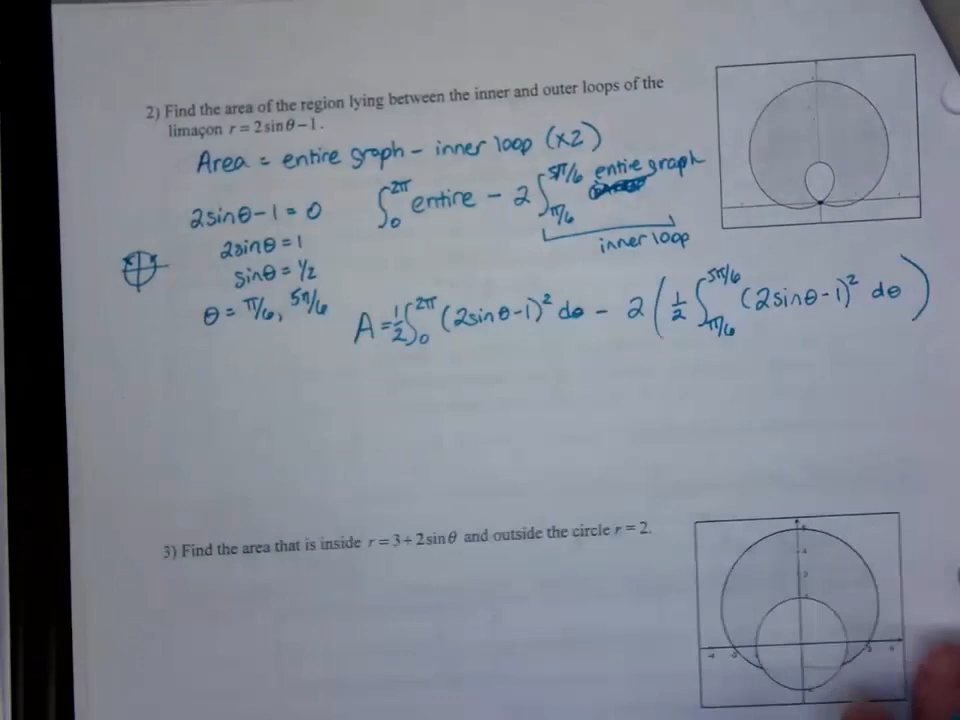 2) Find the area of the region lying between the inner and outer loops of the
limaçon r = 2sinθ−1.
Area = entire graph − inner loop (x2)
2sinθ−1 = 0
∫₀^2π entire − 2 ∫_π/6^5π/6 entire graph
inner loop
2sinθ = 1
sinθ = 1/2
θ = π/6, 5π/6
A = 1/2 ∫₀^2π (2sinθ−1)² dθ − 2 (1/2 ∫_π/6^5π/6 (2sinθ−1)² dθ)
3) Find the area that is inside r = 3+2sinθ and outside the circle r = 2.